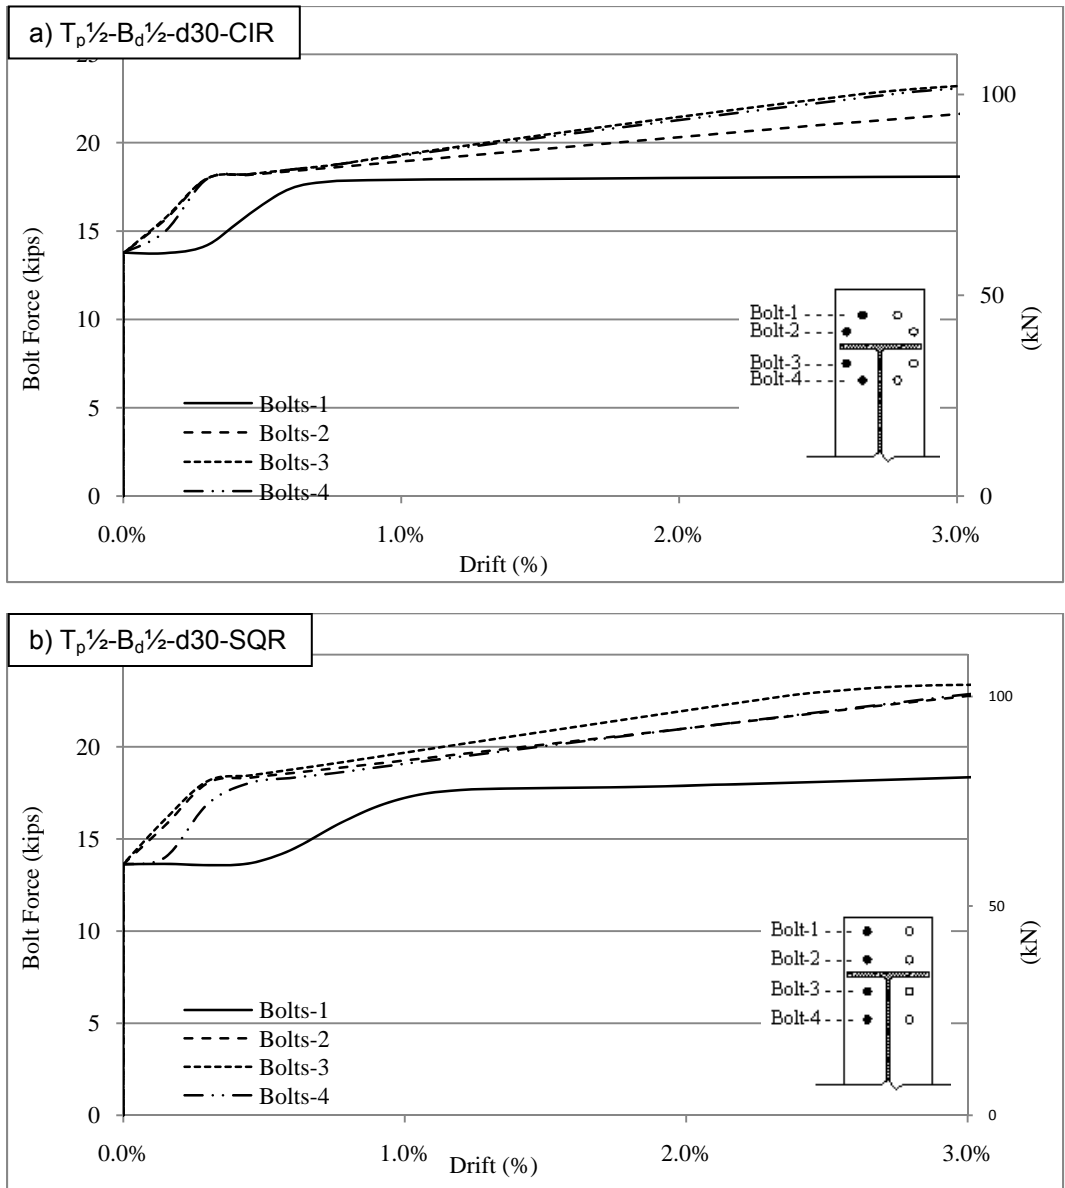 a) Tp½-Bd½-d30-CIR
20
15
10
5
0
Bolt Force (kips)
100
50
0
(kN)
Bolt-1
Bolt-2
Bolt-3
Bolt-4
Bolts-1
Bolts-2
Bolts-3
Bolts-4
0.0%
1.0%
2.0%
3.0%
Drift (%)
b) Tp½-Bd½-d30-SQR
20
15
10
5
0
Bolt Force (kips)
100
50
0
(kN)
Bolt-1
Bolt-2
Bolt-3
Bolt-4
Bolts-1
Bolts-2
Bolts-3
Bolts-4
0.0%
1.0%
2.0%
3.0%
Drift (%)